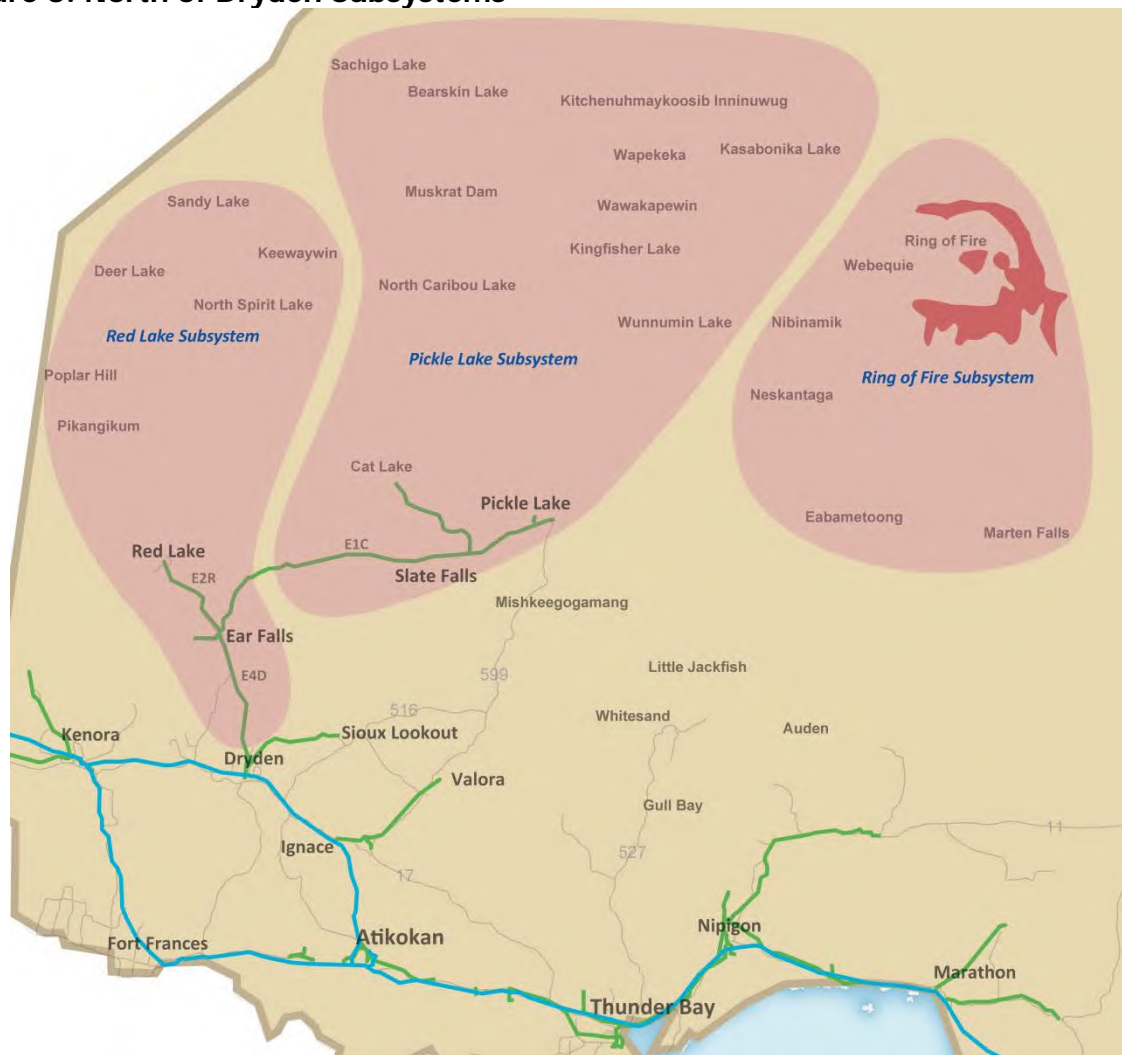 North of Dryden Subsystems
Sachigo Lake
Bearskin Lake
Kitchenuhmaykoosib Inninuwug
Wapekeka
Kasabonika Lake
Muskrat Dam
Wawakapewin
Sandy Lake
Keewaywin
Kingfisher Lake
Ring of Fire
Webequie
Deer Lake
North Caribou Lake
North Spirit Lake
Wunnumin Lake
Nibinamik
Red Lake Subsystem
Pickle Lake Subsystem
Ring of Fire Subsystem
Poplar Hill
Neskantaga
Pikangikum
Cat Lake
Pickle Lake
Eabametoong
Marten Falls
Red Lake
E1C
E2R
Slate Falls
Mishkeegogamang
Ear Falls
E4D
599
Little Jackfish
516
Whitesand
Auden
Kenora
Sioux Lookout
Dryden
Valora
Gull Bay
Ignace
527
11
17
Nipigon
Fort Frances
Atikokan
Marathon
Thunder Bay